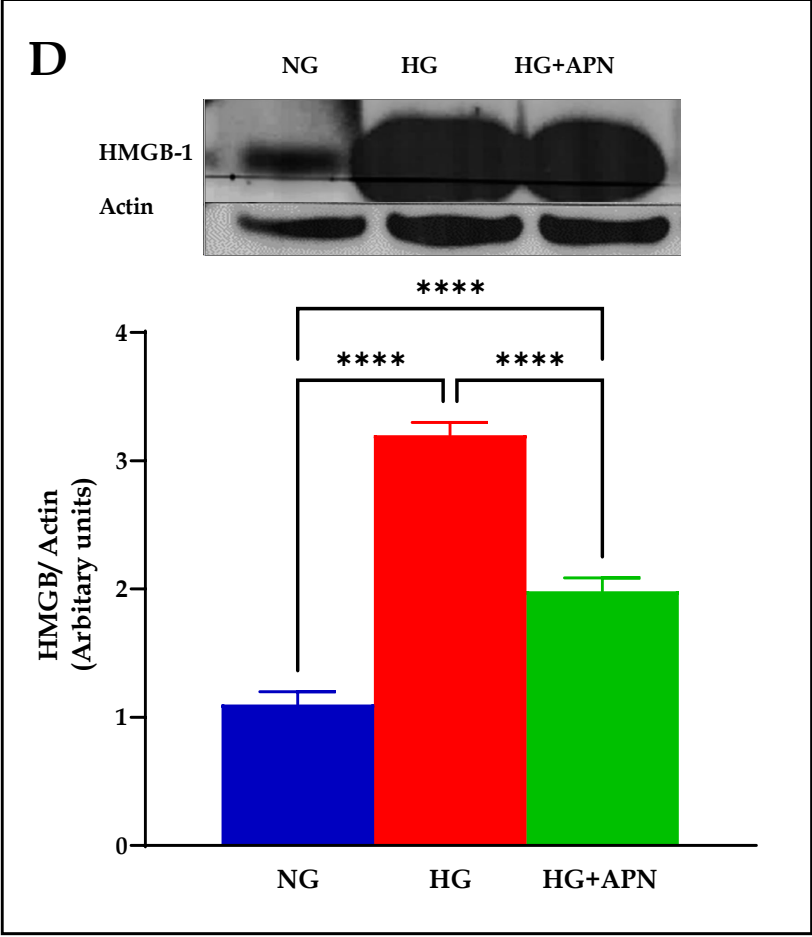 D
NG HG HG+APN
HMGB-1
Actin
****
**** ****
4
3
2
1
0
HMGB/ Actin
(Arbitary units)
NG HG HG+APN